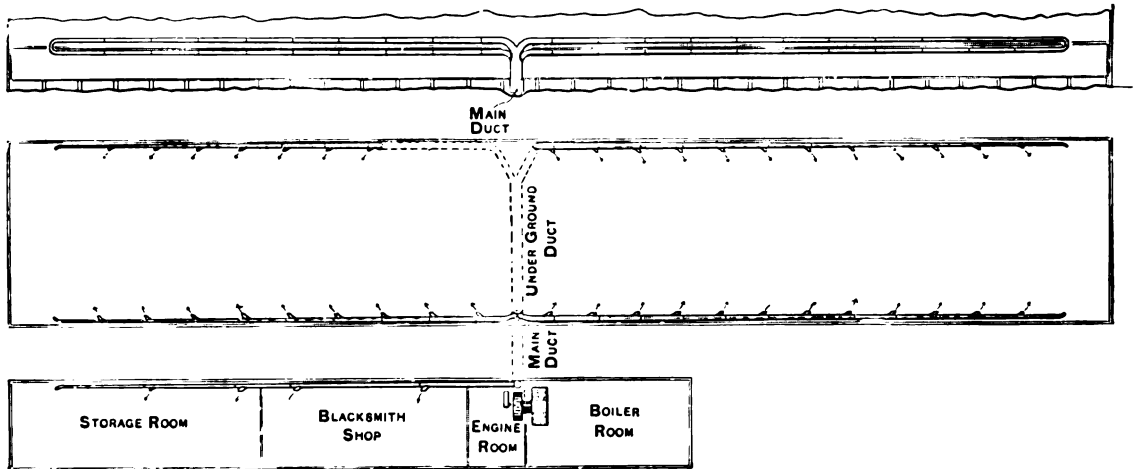 MAIN
DUCT
UNDER GROUND
DUCT
MAIN
DUCT
STORAGE ROOM
BLACKSMITH
SHOP
ENGINE
ROOM
BOILER
ROOM